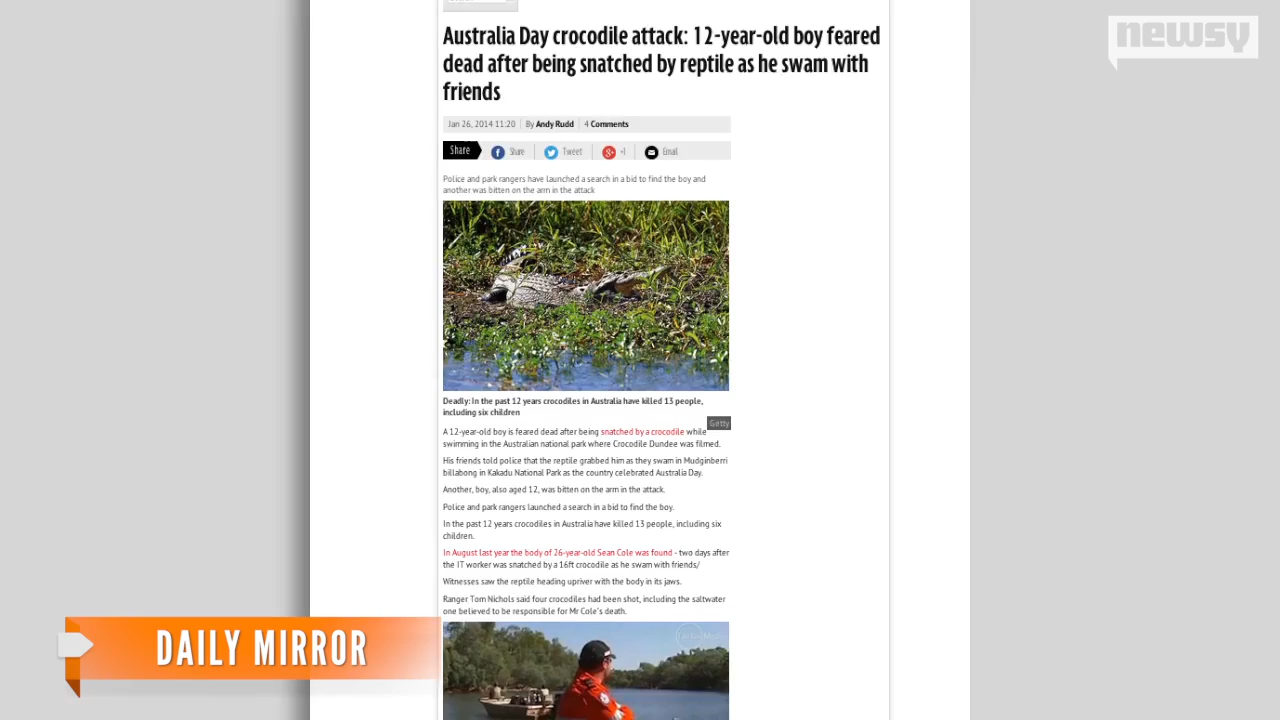 newsy
Australia Day crocodile attack: 12-year-old boy feared
dead after being snatched by reptile as he swam with
friends
Jan 26, 2014 11:20 By Andy Rudd 4 Comments
Share Share Tweet +1 Email
Police and park rangers have launched a search in a bid to find the boy and
another was bitten on the arm in the attack
Deadly: In the past 12 years crocodiles in Australia have killed 13 people,
including six children
Getty
A 12-year-old boy is feared dead after being snatched by a crocodile while
swimming in the Australian national park where Crocodile Dundee was filmed.
His friends told police that the reptile grabbed him as they swam in Mudginberri
billabong in Kakadu National Park as the country celebrated Australia Day.
Another, boy, also aged 12, was bitten on the arm in the attack.
Police and park rangers launched a search in a bid to find the boy.
In the past 12 years crocodiles in Australia have killed 13 people, including six
children.
In August last year the body of 26-year-old Sean Cole was found - two days after
the IT worker was snatched by a 16ft crocodile as he swam with friends/
Witnesses saw the reptile heading upriver with the body in its jaws.
Ranger Tom Nichols said four crocodiles had been shot, including the saltwater
one believed to be responsible for Mr Cole's death.
DAILY MIRROR